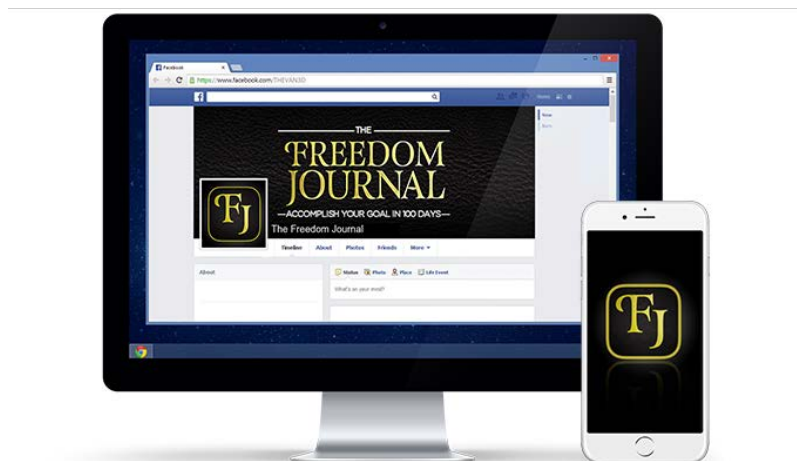 Facebook
https://www.facebook.com/THEVAN3D
f
Home
THE
FREEDOM
JOURNAL
—ACCOMPLISH YOUR GOAL IN 100 DAYS—
FJ
The Freedom Journal
Timeline About Photos Friends More
About
Status Photo Place Life Event
What's on your mind?
Now
FJ